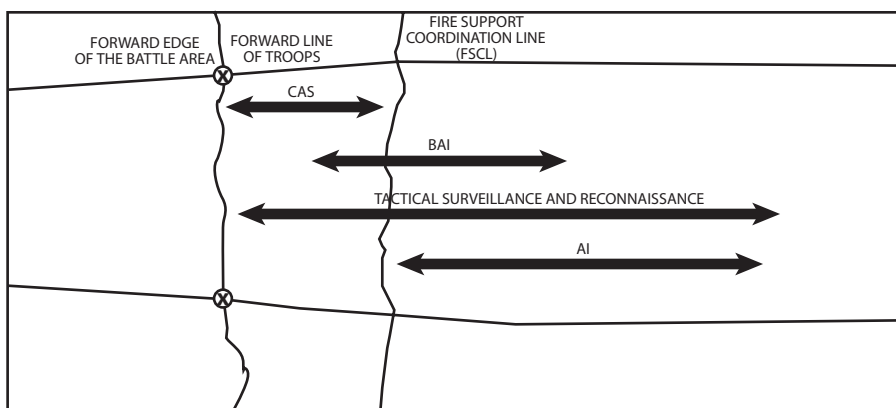 FORWARD EDGE
OF THE BATTLE AREA
FORWARD LINE
OF TROOPS
FIRE SUPPORT
COORDINATION LINE
(FSCL)
X
CAS
BAI
TACTICAL SURVEILLANCE AND RECONNAISSANCE
AI
X